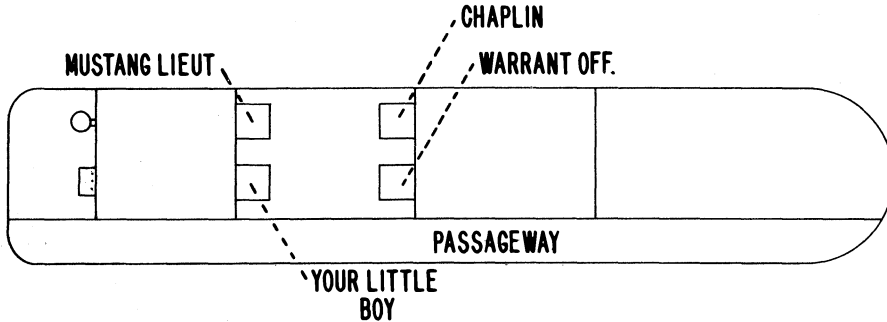 CHAPLIN
MUSTANG LIEUT
WARRANT OFF.
PASSAGEWAY
YOUR LITTLE
BOY